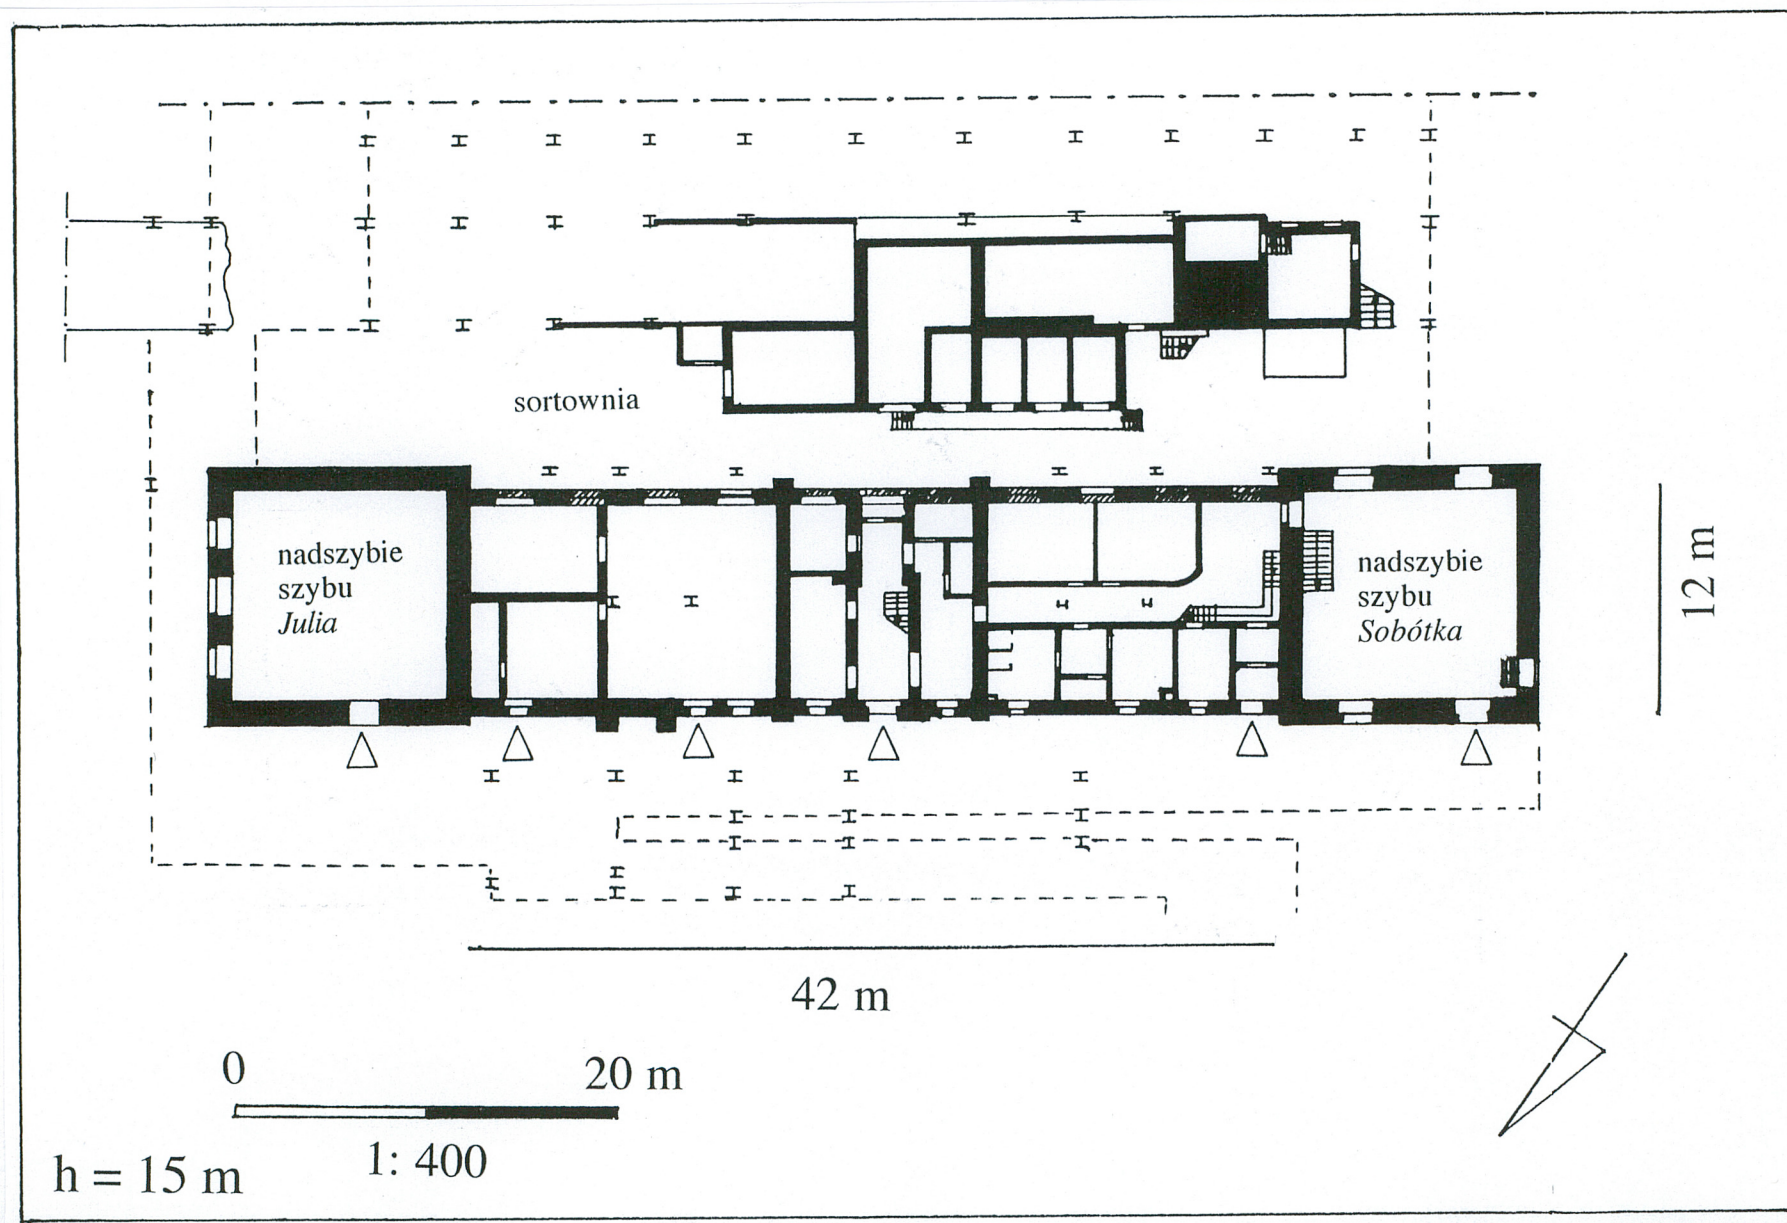 sortownia
nadszybie
szybu
Julia
nadszybie
szybu
Sobótka
12 m
42 m
0
20 m
1: 400
h = 15 m